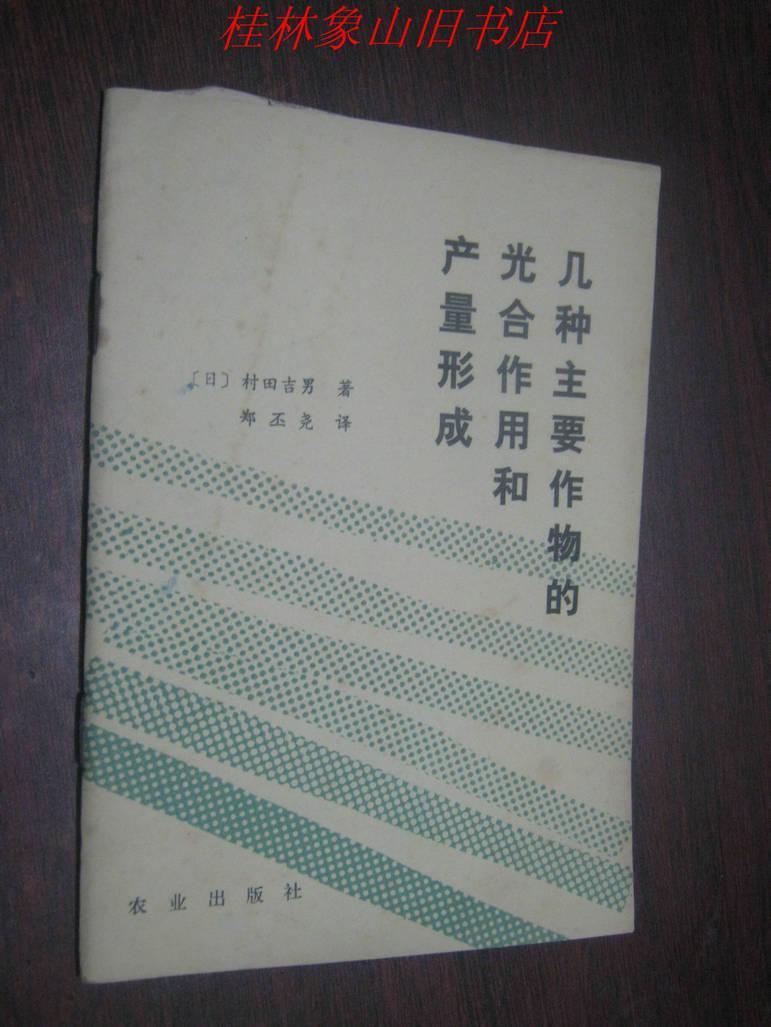 桂林象山旧书店
几种主要作物的
光合作用和
产量形成
〔日〕村田吉男 著
郑丕尧 译
农业出版社